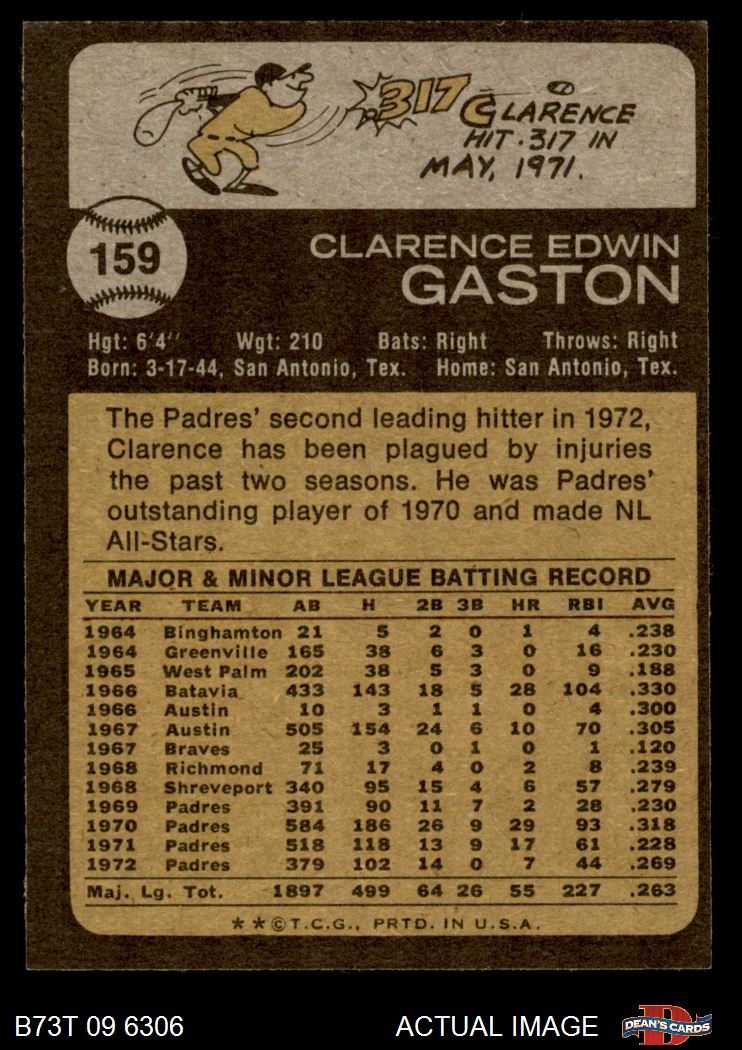 .317 CLARENCE
HIT .317 IN
MAY, 1971.
159
CLARENCE EDWIN
GASTON
Hgt: 6'4" Wgt: 210 Bats: Right Throws: Right
Born: 3-17-44, San Antonio, Tex. Home: San Antonio, Tex.
The Padres' second leading hitter in 1972,
Clarence has been plagued by injuries
the past two seasons. He was Padres'
outstanding player of 1970 and made NL
All-Stars.
MAJOR & MINOR LEAGUE BATTING RECORD
YEAR TEAM AB H 2B 3B HR RBI AVG
1964 Binghamton 21 5 2 0 1 4 .238
1964 Greenville 165 38 6 3 0 16 .230
1965 West Palm 202 38 5 3 0 9 .188
1966 Batavia 433 143 18 5 28 104 .330
1966 Austin 10 3 1 1 0 4 .300
1967 Austin 505 154 24 6 10 70 .305
1967 Braves 25 3 0 1 0 1 .120
1968 Richmond 71 17 4 0 2 8 .239
1968 Shreveport 340 95 15 4 6 57 .279
1969 Padres 391 90 11 7 2 28 .230
1970 Padres 584 186 26 9 29 93 .318
1971 Padres 518 118 13 9 17 61 .228
1972 Padres 379 102 14 0 7 44 .269
Maj. Lg. Tot. 1897 499 64 26 55 227 .263
**©T.C.G., PRTD. IN U.S.A.
B73T 09 6306 ACTUAL IMAGE D DEAN'S CARDS